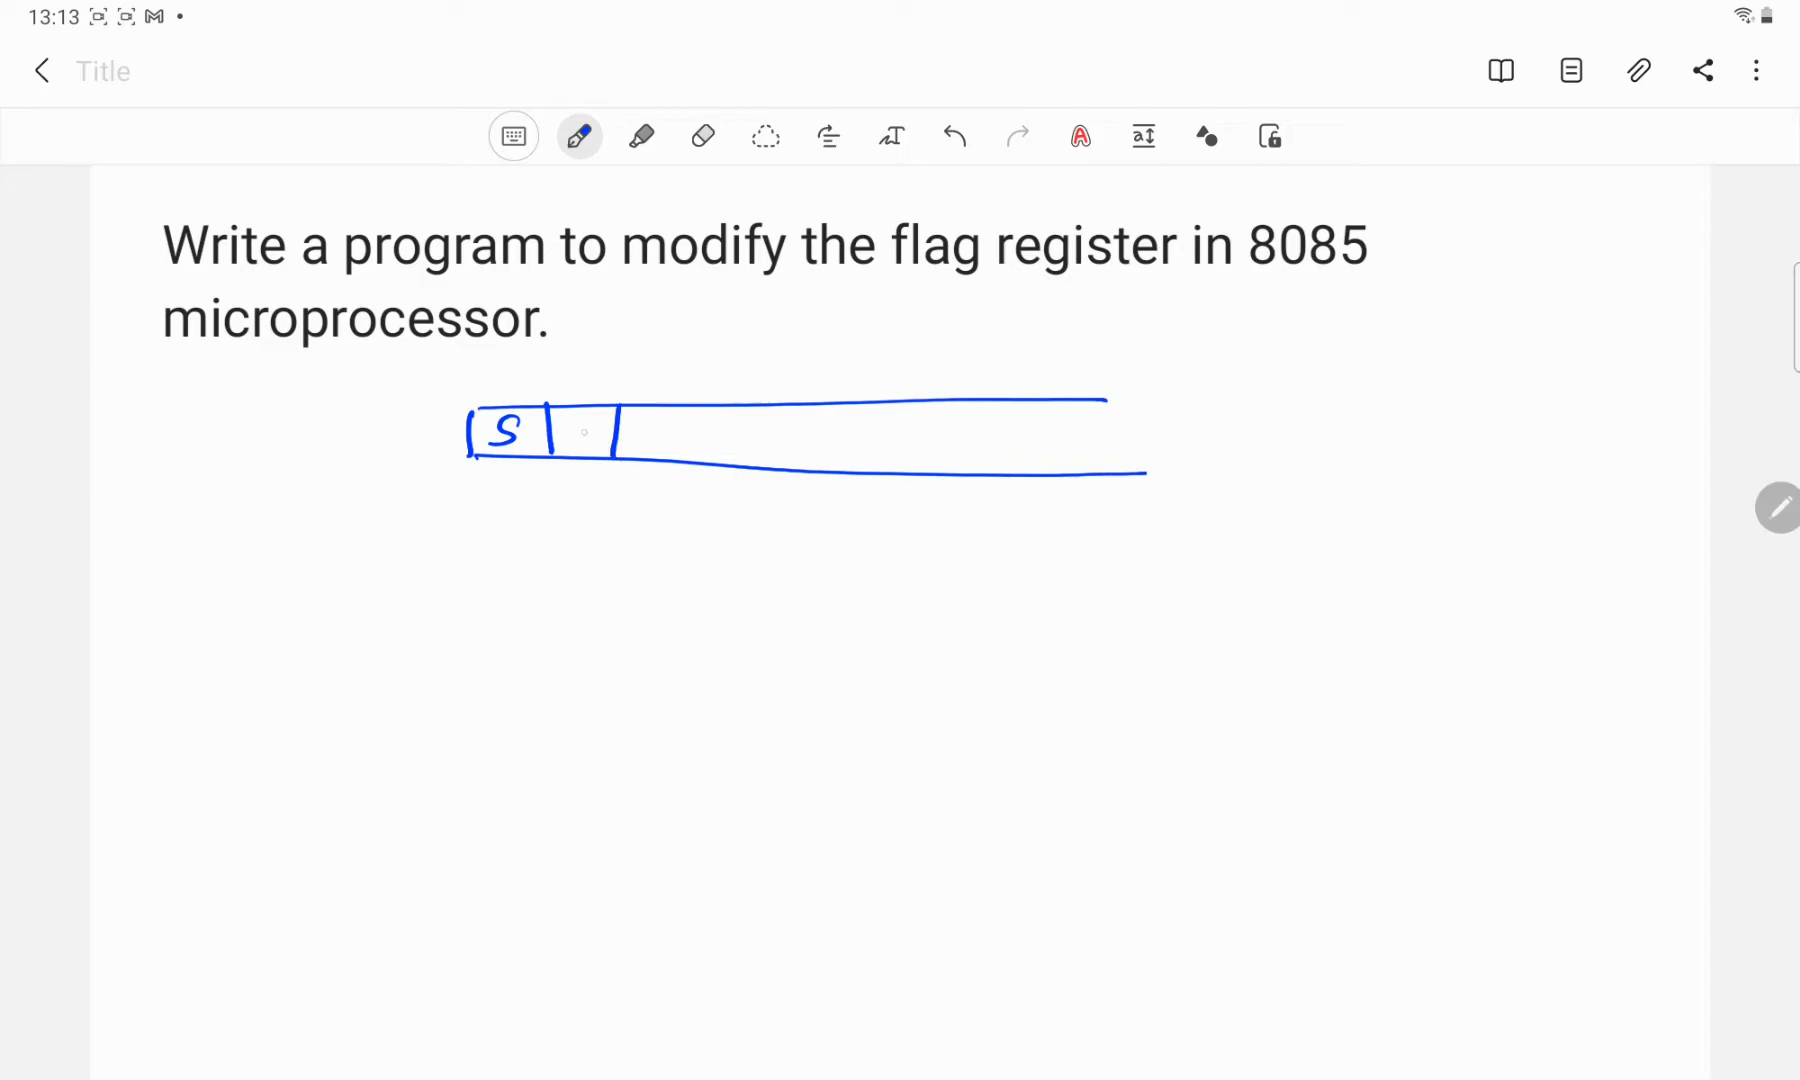 13:13
Title
Write a program to modify the flag register in 8085
microprocessor.
S